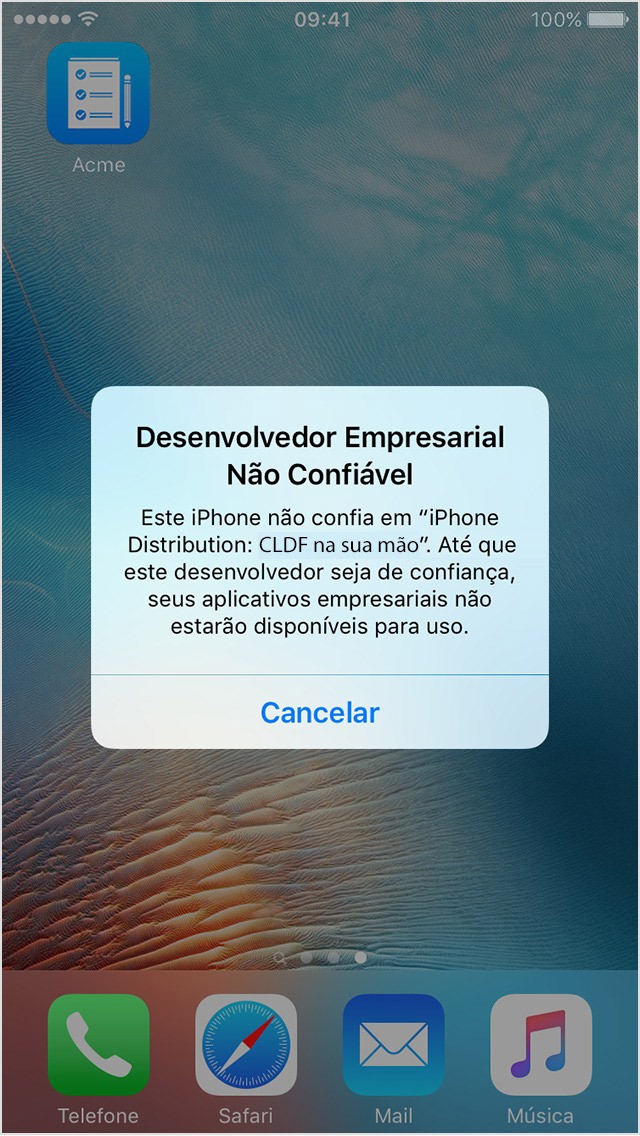 09:41
100%
Acme
Desenvolvedor Empresarial
Não Confiável
Este iPhone não confia em “iPhone
Distribution: CLDF na sua mão”. Até que
este desenvolvedor seja de confiança,
seus aplicativos empresariais não
estarão disponíveis para uso.
Cancelar
Telefone
Safari
Mail
Música